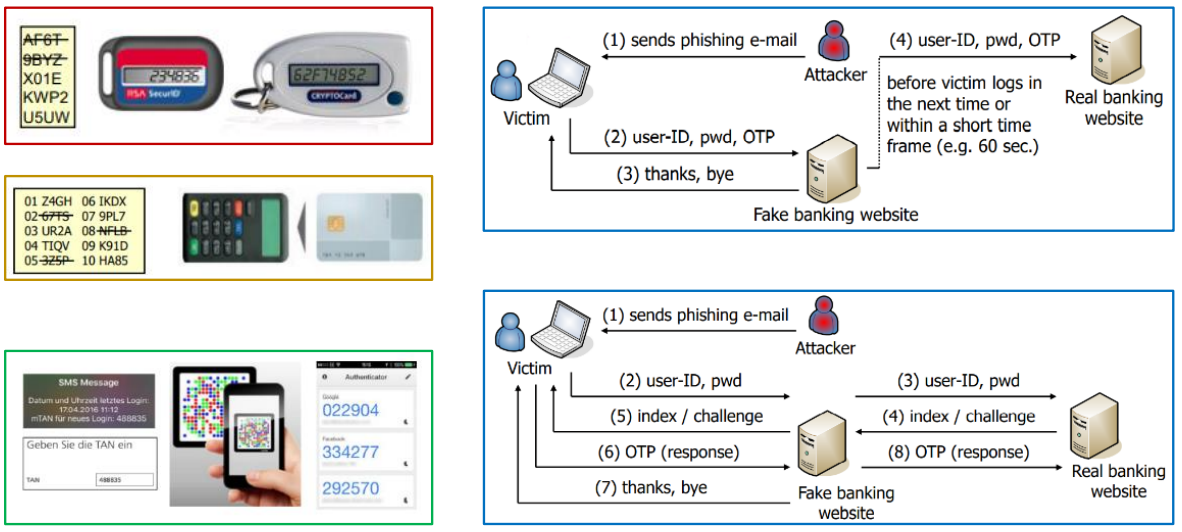 AF6T
9BYZ
X01E
KWP2
U5UW
234836
RSA SecurID
62F74852
CRYPTOCard
01 Z4GH 06 IKDX
02 67TS 07 9PL7
03 UR2A 08 NFLB
04 TIQV 09 K91D
05 3Z5P 10 HA85
SMS Message
Datum und Uhrzeit letztes Login:
17.04.2016 11:12
mTAN für neues Login: 488835
Geben Sie die TAN ein
TAN 488835
Authenticator
Google
022904
Facebook
334277
292570
(1) sends phishing e-mail
Attacker
(4) user-ID, pwd, OTP
before victim logs in
the next time or
within a short time
frame (e.g. 60 sec.)
Real banking
website
Victim
(2) user-ID, pwd, OTP
(3) thanks, bye
Fake banking website
(1) sends phishing e-mail
Attacker
Victim
(2) user-ID, pwd
(3) user-ID, pwd
(5) index / challenge
(4) index / challenge
(6) OTP (response)
(8) OTP (response)
(7) thanks, bye
Fake banking
website
Real banking
website